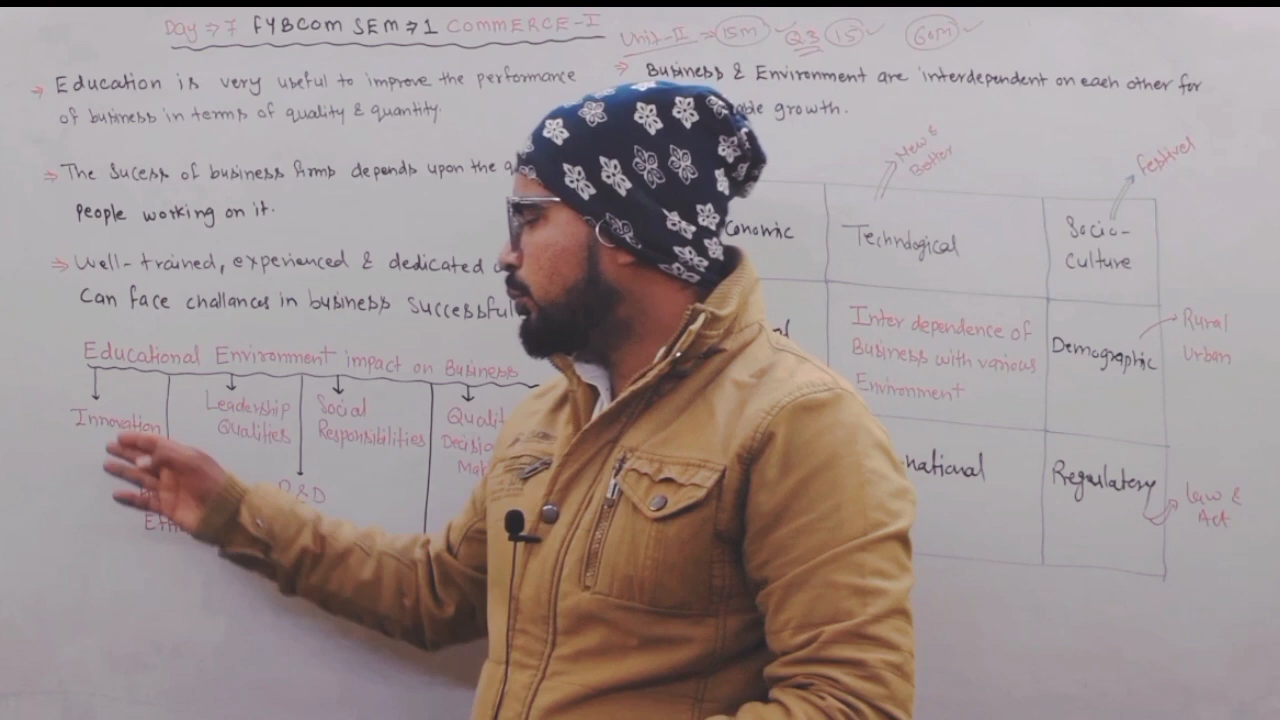 Day ⇒ 7 FYBCOM SEM ⇒ 1 COMMERCE-I
Unit-II ⇒ 15m ✓ Q3 15 ✓ 60m ✓
⇒ Education is very useful to improve the performance
of business in terms of quality & quantity.
⇒ The Sucess of business firms depends upon the
People working on it.
⇒ Well-trained, experienced & dedicated
Can face challances in business Successful
Educational Environment impact on Business
Innovation
Leadership
Qualities
Social
Responsibilities
R&D
⇒ Business & Environment are interdependent on each other for
growth.
New &
Better
Festivel
conomic
Technological
Socio-
Culture
Inter dependence of
Business with various
Environment
Demographic
Rural
Urban
national
Regulatory
Law &
Act